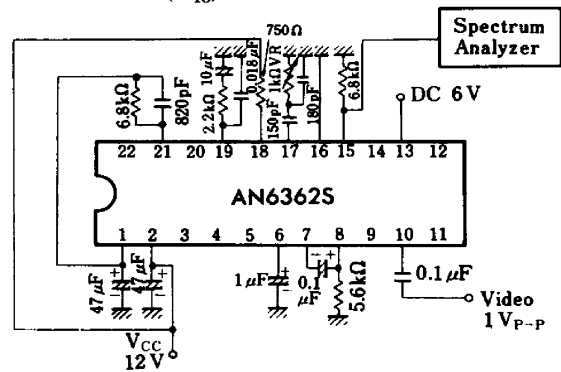 750Ω
Spectrum
Analyzer
6.8kΩ
820pF
10μF
2.2kΩ
0.018μF
1kΩVR
150pF
180pF
6.8kΩ
DC 6V
22 21 20 19 18 17 16 15 14 13 12
AN6362S
1 2 3 4 5 6 7 8 9 10 11
47μF
47μF
1μF
0.1
μF
5.6kΩ
0.1μF
Video
1VP-P
VCC
12V